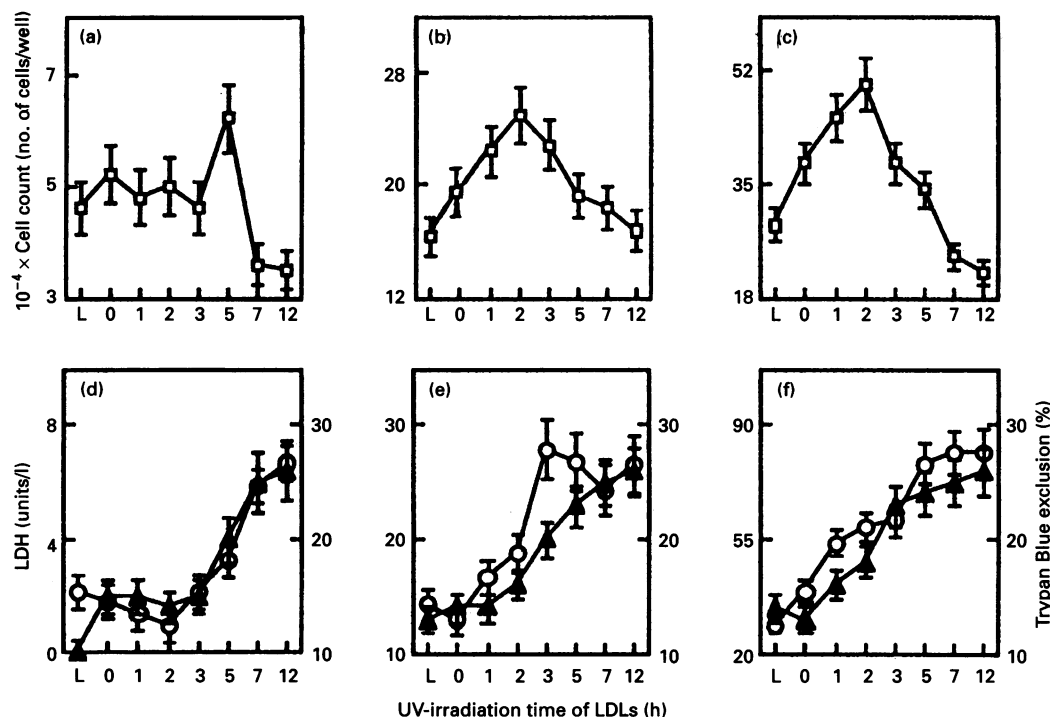 (a)
(b)
(c)
10⁻⁴ × Cell count (no. of cells/well)
7
5
3
28
20
12
52
35
18
L 0 1 2 3 5 7 12
L 0 1 2 3 5 7 12
L 0 1 2 3 5 7 12
(d)
(e)
(f)
LDH (units/l)
8
4
0
30
20
10
30
20
10
30
20
10
90
55
20
30
20
10
Trypan Blue exclusion (%)
L 0 1 2 3 5 7 12
L 0 1 2 3 5 7 12
L 0 1 2 3 5 7 12
UV-irradiation time of LDLs (h)